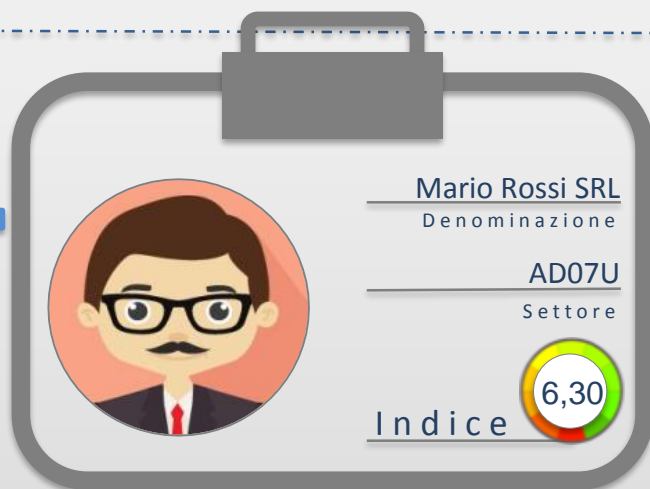 Mario Rossi SRL
Denominazione
AD07U
Settore
6,30
Indice